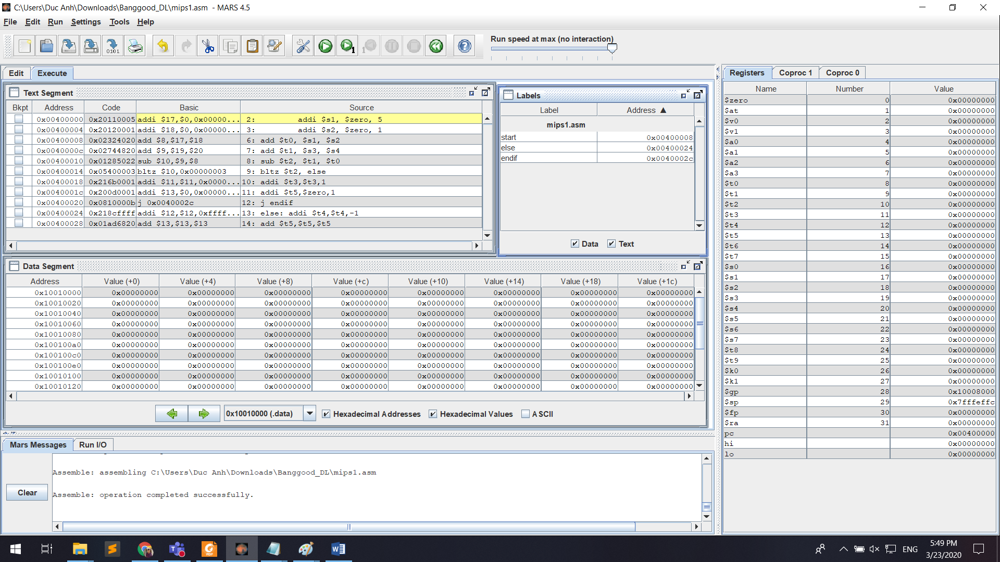 C:\Users\Duc Anh\Downloads\Banggood_DL\mips1.asm - MARS 4.5
File Edit Run Settings Tools Help
Run speed at max (no interaction)
Edit Execute
Text Segment
Bkpt Address Code Basic Source
0x00400000 0x20110005 addi $17,$0,0x00000... 2: addi $s1, $zero, 5
0x00400004 0x20120001 addi $18,$0,0x00000... 3: addi $s2, $zero, 1
0x00400008 0x02324020 add $8,$17,$18 6: add $t0, $s1, $s2
0x0040000c 0x02744820 add $9,$19,$20 7: add $t1, $s3, $s4
0x00400010 0x01285022 sub $10,$9,$8 8: sub $t2, $t1, $t0
0x00400014 0x05400003 bltz $10,0x00000003 9: bltz $t2, else
0x00400018 0x216b0001 addi $11,$11,0x0000... 10: addi $t3,$t3,1
0x0040001c 0x200d0001 addi $13,$0,0x00000... 11: addi $t5,$zero,1
0x00400020 0x0810000b j 0x0040002c 12: j endif
0x00400024 0x218cffff addi $12,$12,0xffff... 13: else: addi $t4,$t4,-1
0x00400028 0x01ad6820 add $13,$13,$13 14: add $t5,$t5,$t5
Labels
Label Address ▲
mips1.asm
start 0x00400008
else 0x00400024
endif 0x0040002c
Data Text
Data Segment
Address Value (+0) Value (+4) Value (+8) Value (+c) Value (+10) Value (+14) Value (+18) Value (+1c)
0x10010000 0x00000000 0x00000000 0x00000000 0x00000000 0x00000000 0x00000000 0x00000000 0x00000000
0x10010020 0x00000000 0x00000000 0x00000000 0x00000000 0x00000000 0x00000000 0x00000000 0x00000000
0x10010040 0x00000000 0x00000000 0x00000000 0x00000000 0x00000000 0x00000000 0x00000000 0x00000000
0x10010060 0x00000000 0x00000000 0x00000000 0x00000000 0x00000000 0x00000000 0x00000000 0x00000000
0x10010080 0x00000000 0x00000000 0x00000000 0x00000000 0x00000000 0x00000000 0x00000000 0x00000000
0x100100a0 0x00000000 0x00000000 0x00000000 0x00000000 0x00000000 0x00000000 0x00000000 0x00000000
0x100100c0 0x00000000 0x00000000 0x00000000 0x00000000 0x00000000 0x00000000 0x00000000 0x00000000
0x100100e0 0x00000000 0x00000000 0x00000000 0x00000000 0x00000000 0x00000000 0x00000000 0x00000000
0x10010100 0x00000000 0x00000000 0x00000000 0x00000000 0x00000000 0x00000000 0x00000000 0x00000000
0x10010120 0x00000000 0x00000000 0x00000000 0x00000000 0x00000000 0x00000000 0x00000000 0x00000000
0x10010000 (.data) Hexadecimal Addresses Hexadecimal Values ASCII
Mars Messages Run I/O
Assemble: assembling C:\Users\Duc Anh\Downloads\Banggood_DL\mips1.asm
Assemble: operation completed successfully.
Clear
Registers Coproc 1 Coproc 0
Name Number Value
$zero 0 0x00000000
$at 1 0x00000000
$v0 2 0x00000000
$v1 3 0x00000000
$a0 4 0x00000000
$a1 5 0x00000000
$a2 6 0x00000000
$a3 7 0x00000000
$t0 8 0x00000000
$t1 9 0x00000000
$t2 10 0x00000000
$t3 11 0x00000000
$t4 12 0x00000000
$t5 13 0x00000000
$t6 14 0x00000000
$t7 15 0x00000000
$s0 16 0x00000000
$s1 17 0x00000000
$s2 18 0x00000000
$s3 19 0x00000000
$s4 20 0x00000000
$s5 21 0x00000000
$s6 22 0x00000000
$s7 23 0x00000000
$t8 24 0x00000000
$t9 25 0x00000000
$k0 26 0x00000000
$k1 27 0x00000000
$gp 28 0x10008000
$sp 29 0x7fffeffc
$fp 30 0x00000000
$ra 31 0x00000000
pc 0x00400000
hi 0x00000000
lo 0x00000000
ENG
5:49 PM
3/23/2020